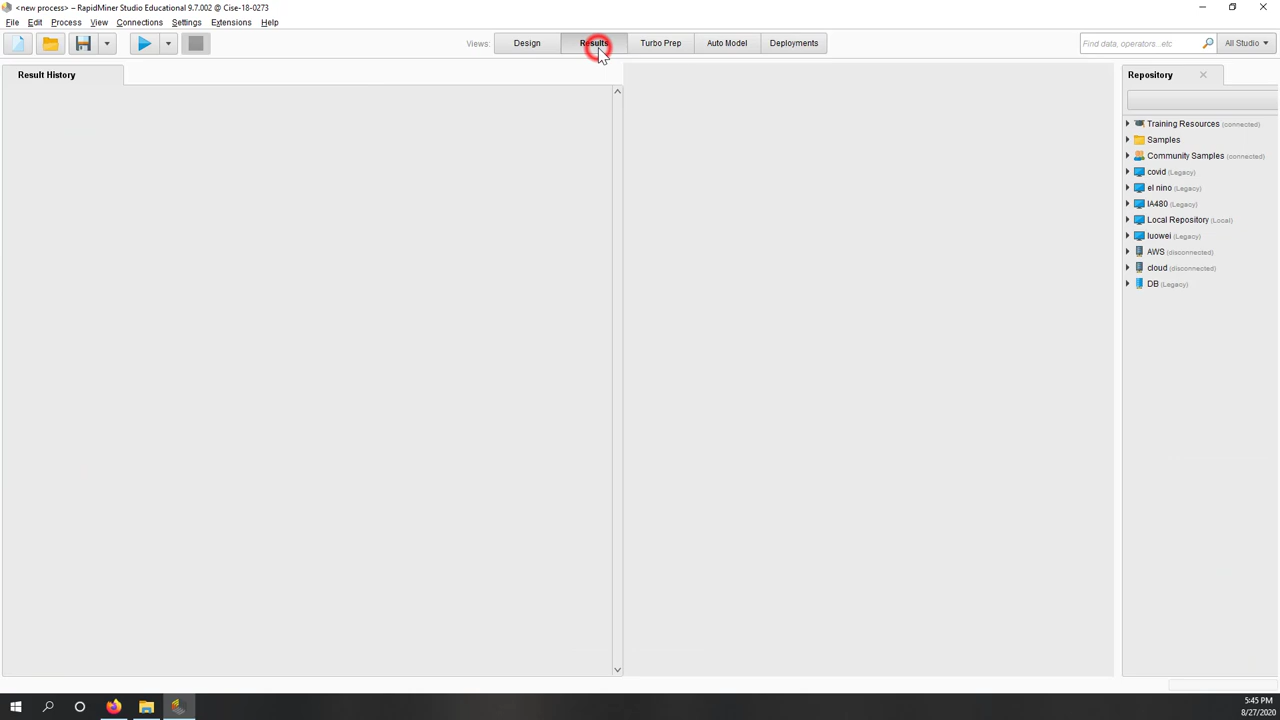 <new process> – RapidMiner Studio Educational 9.7.002 @ Cise-18-0273
File Edit Process View Connections Settings Extensions Help
Views: Design Results Turbo Prep Auto Model Deployments Find data, operators...etc All Studio
Result History
Repository
Training Resources (connected)
Samples
Community Samples (connected)
covid (Legacy)
el nino (Legacy)
IA480 (Legacy)
Local Repository (Local)
luowei (Legacy)
AWS (disconnected)
cloud (disconnected)
DB (Legacy)
5:45 PM
8/27/2020